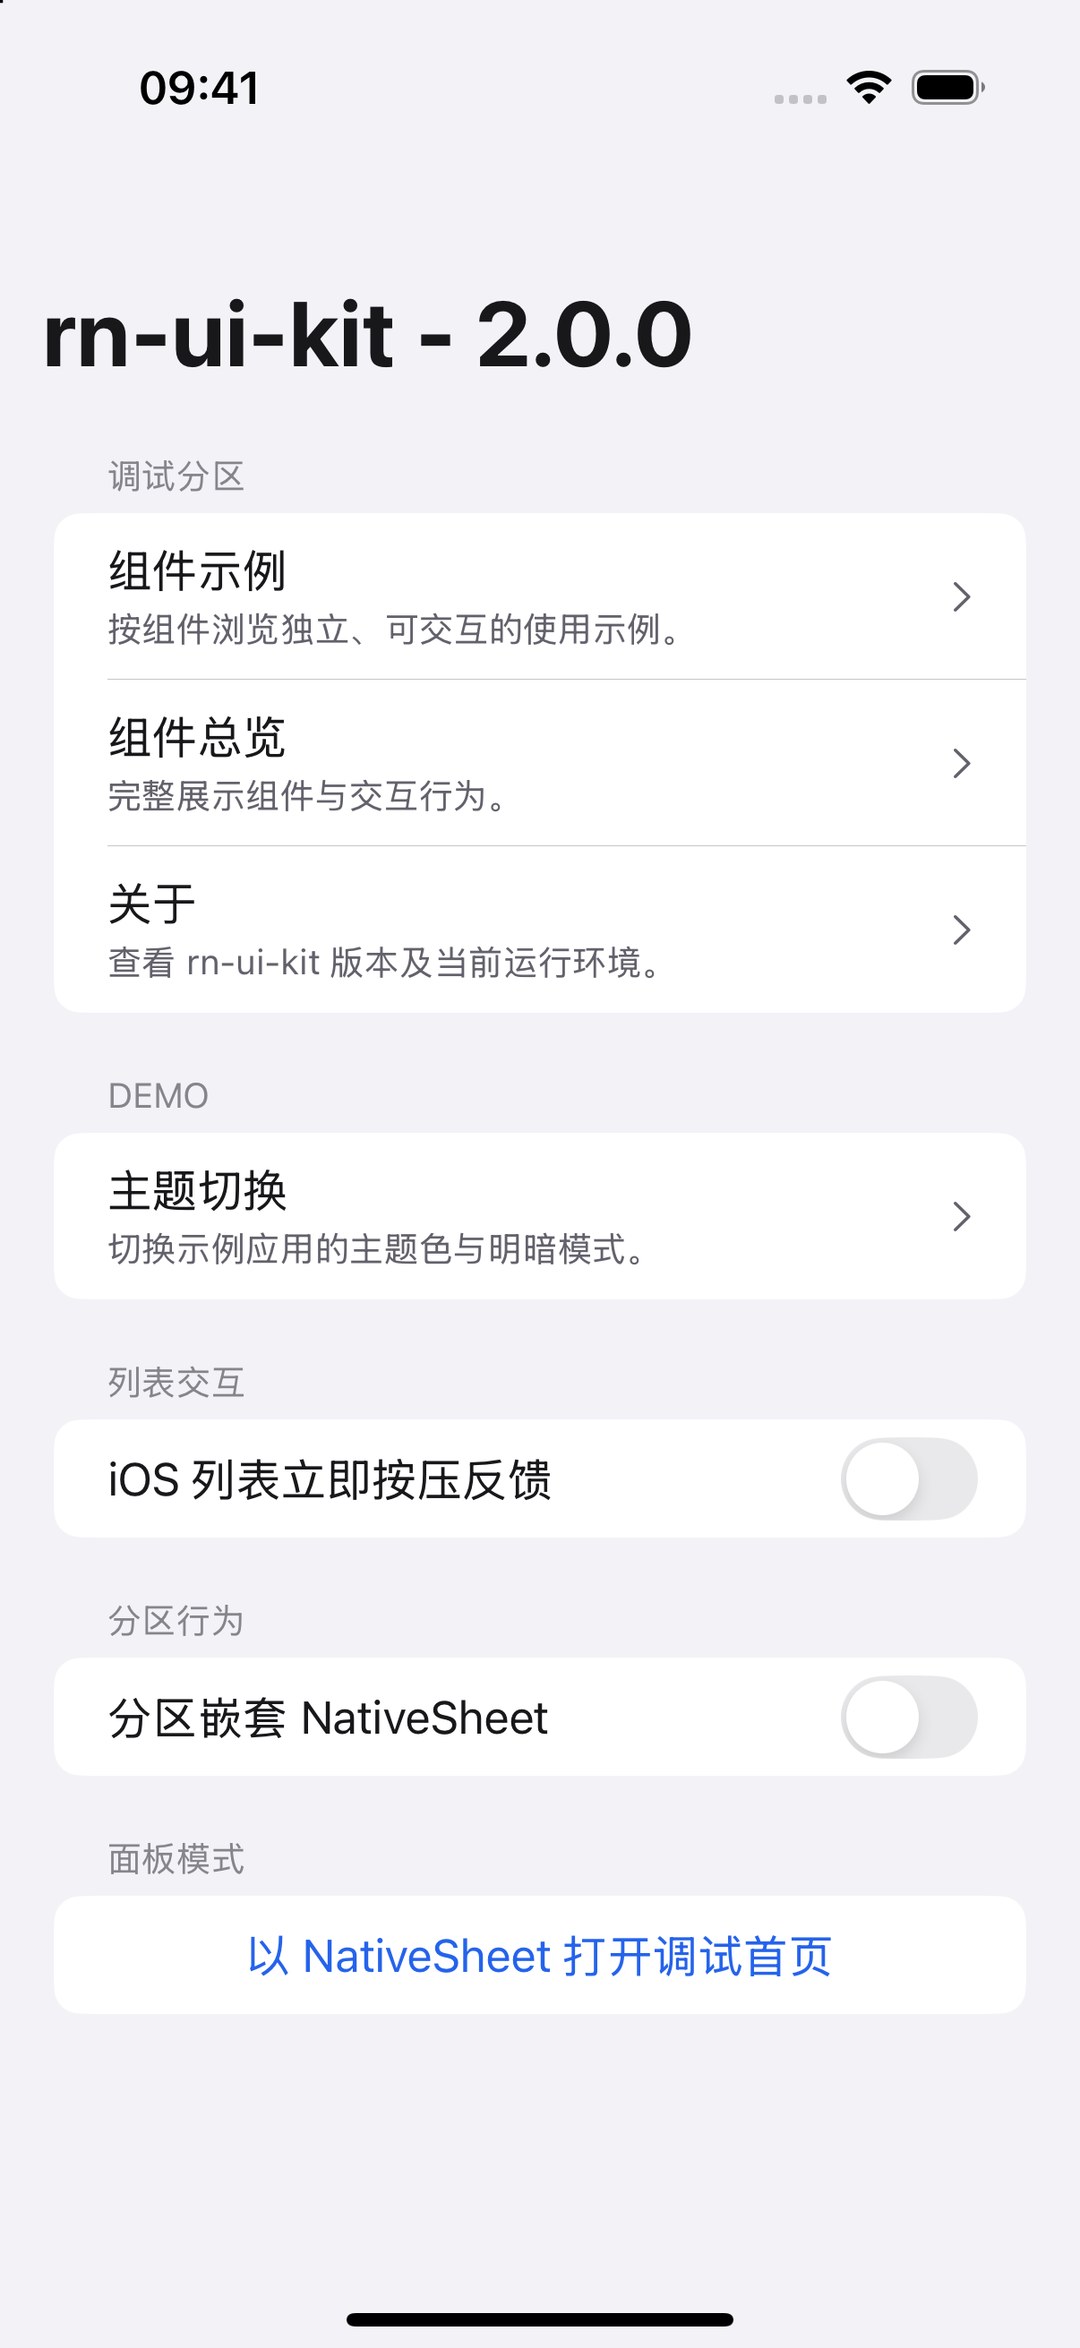 09:41
rn-ui-kit - 2.0.0
调试分区
组件示例
按组件浏览独立、可交互的使用示例。
组件总览
完整展示组件与交互行为。
关于
查看 rn-ui-kit 版本及当前运行环境。
DEMO
主题切换
切换示例应用的主题色与明暗模式。
列表交互
iOS 列表立即按压反馈
分区行为
分区嵌套 NativeSheet
面板模式
以 NativeSheet 打开调试首页